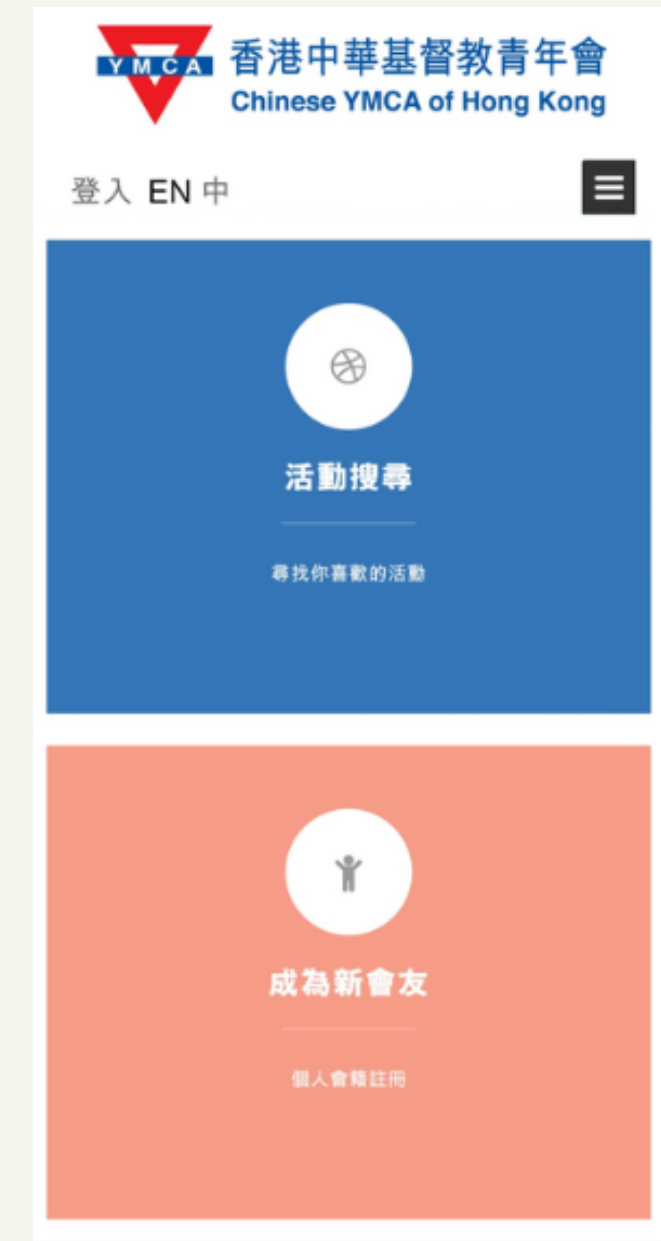 YMCA 香港中華基督教青年會
Chinese YMCA of Hong Kong
登入 EN 中
活動搜尋
尋找你喜歡的活動
成為新會友
個人會籍註冊